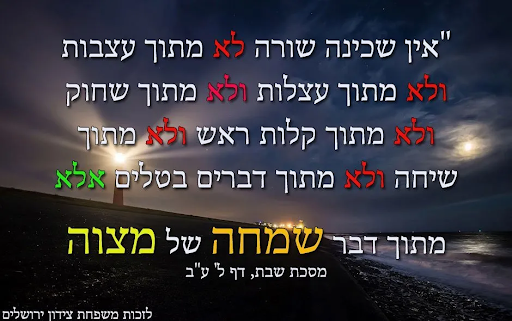 "אין שכינה שורה לא מתוך עצבות
ולא מתוך עצלות ולא מתוך שחוק
ולא מתוך קלות ראש ולא מתוך
שיחה ולא מתוך דברים בטלים אלא
מתוך דבר שמחה של מצוה
מסכת שבת, דף ל' ע"ב
לזכות משפחת צידון ירושלים